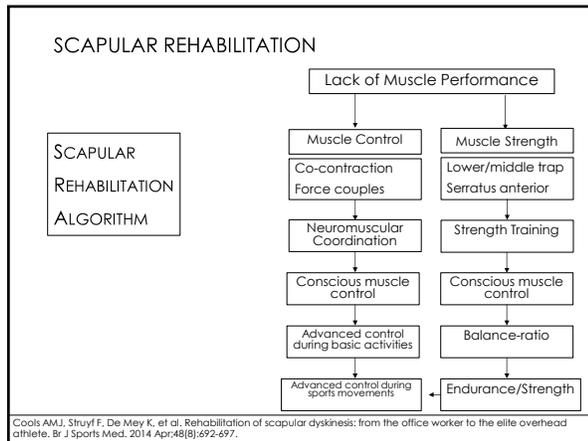 SCAPULAR REHABILITATION
SCAPULAR
REHABILITATION
ALGORITHM
Lack of Muscle Performance
Muscle Control
Co-contraction
Force couples
Neuromuscular
Coordination
Conscious muscle
control
Advanced control
during basic activities
Advanced control during
sports movements
Muscle Strength
Lower/middle trap
Serratus anterior
Strength Training
Conscious muscle
control
Balance-ratio
Endurance/Strength
Cools AMJ, Struyf F, De Mey K, et al. Rehabilitation of scapular dyskinesis: from the office worker to the elite overhead
athlete. Br J Sports Med. 2014 Apr;48(8):692-697.